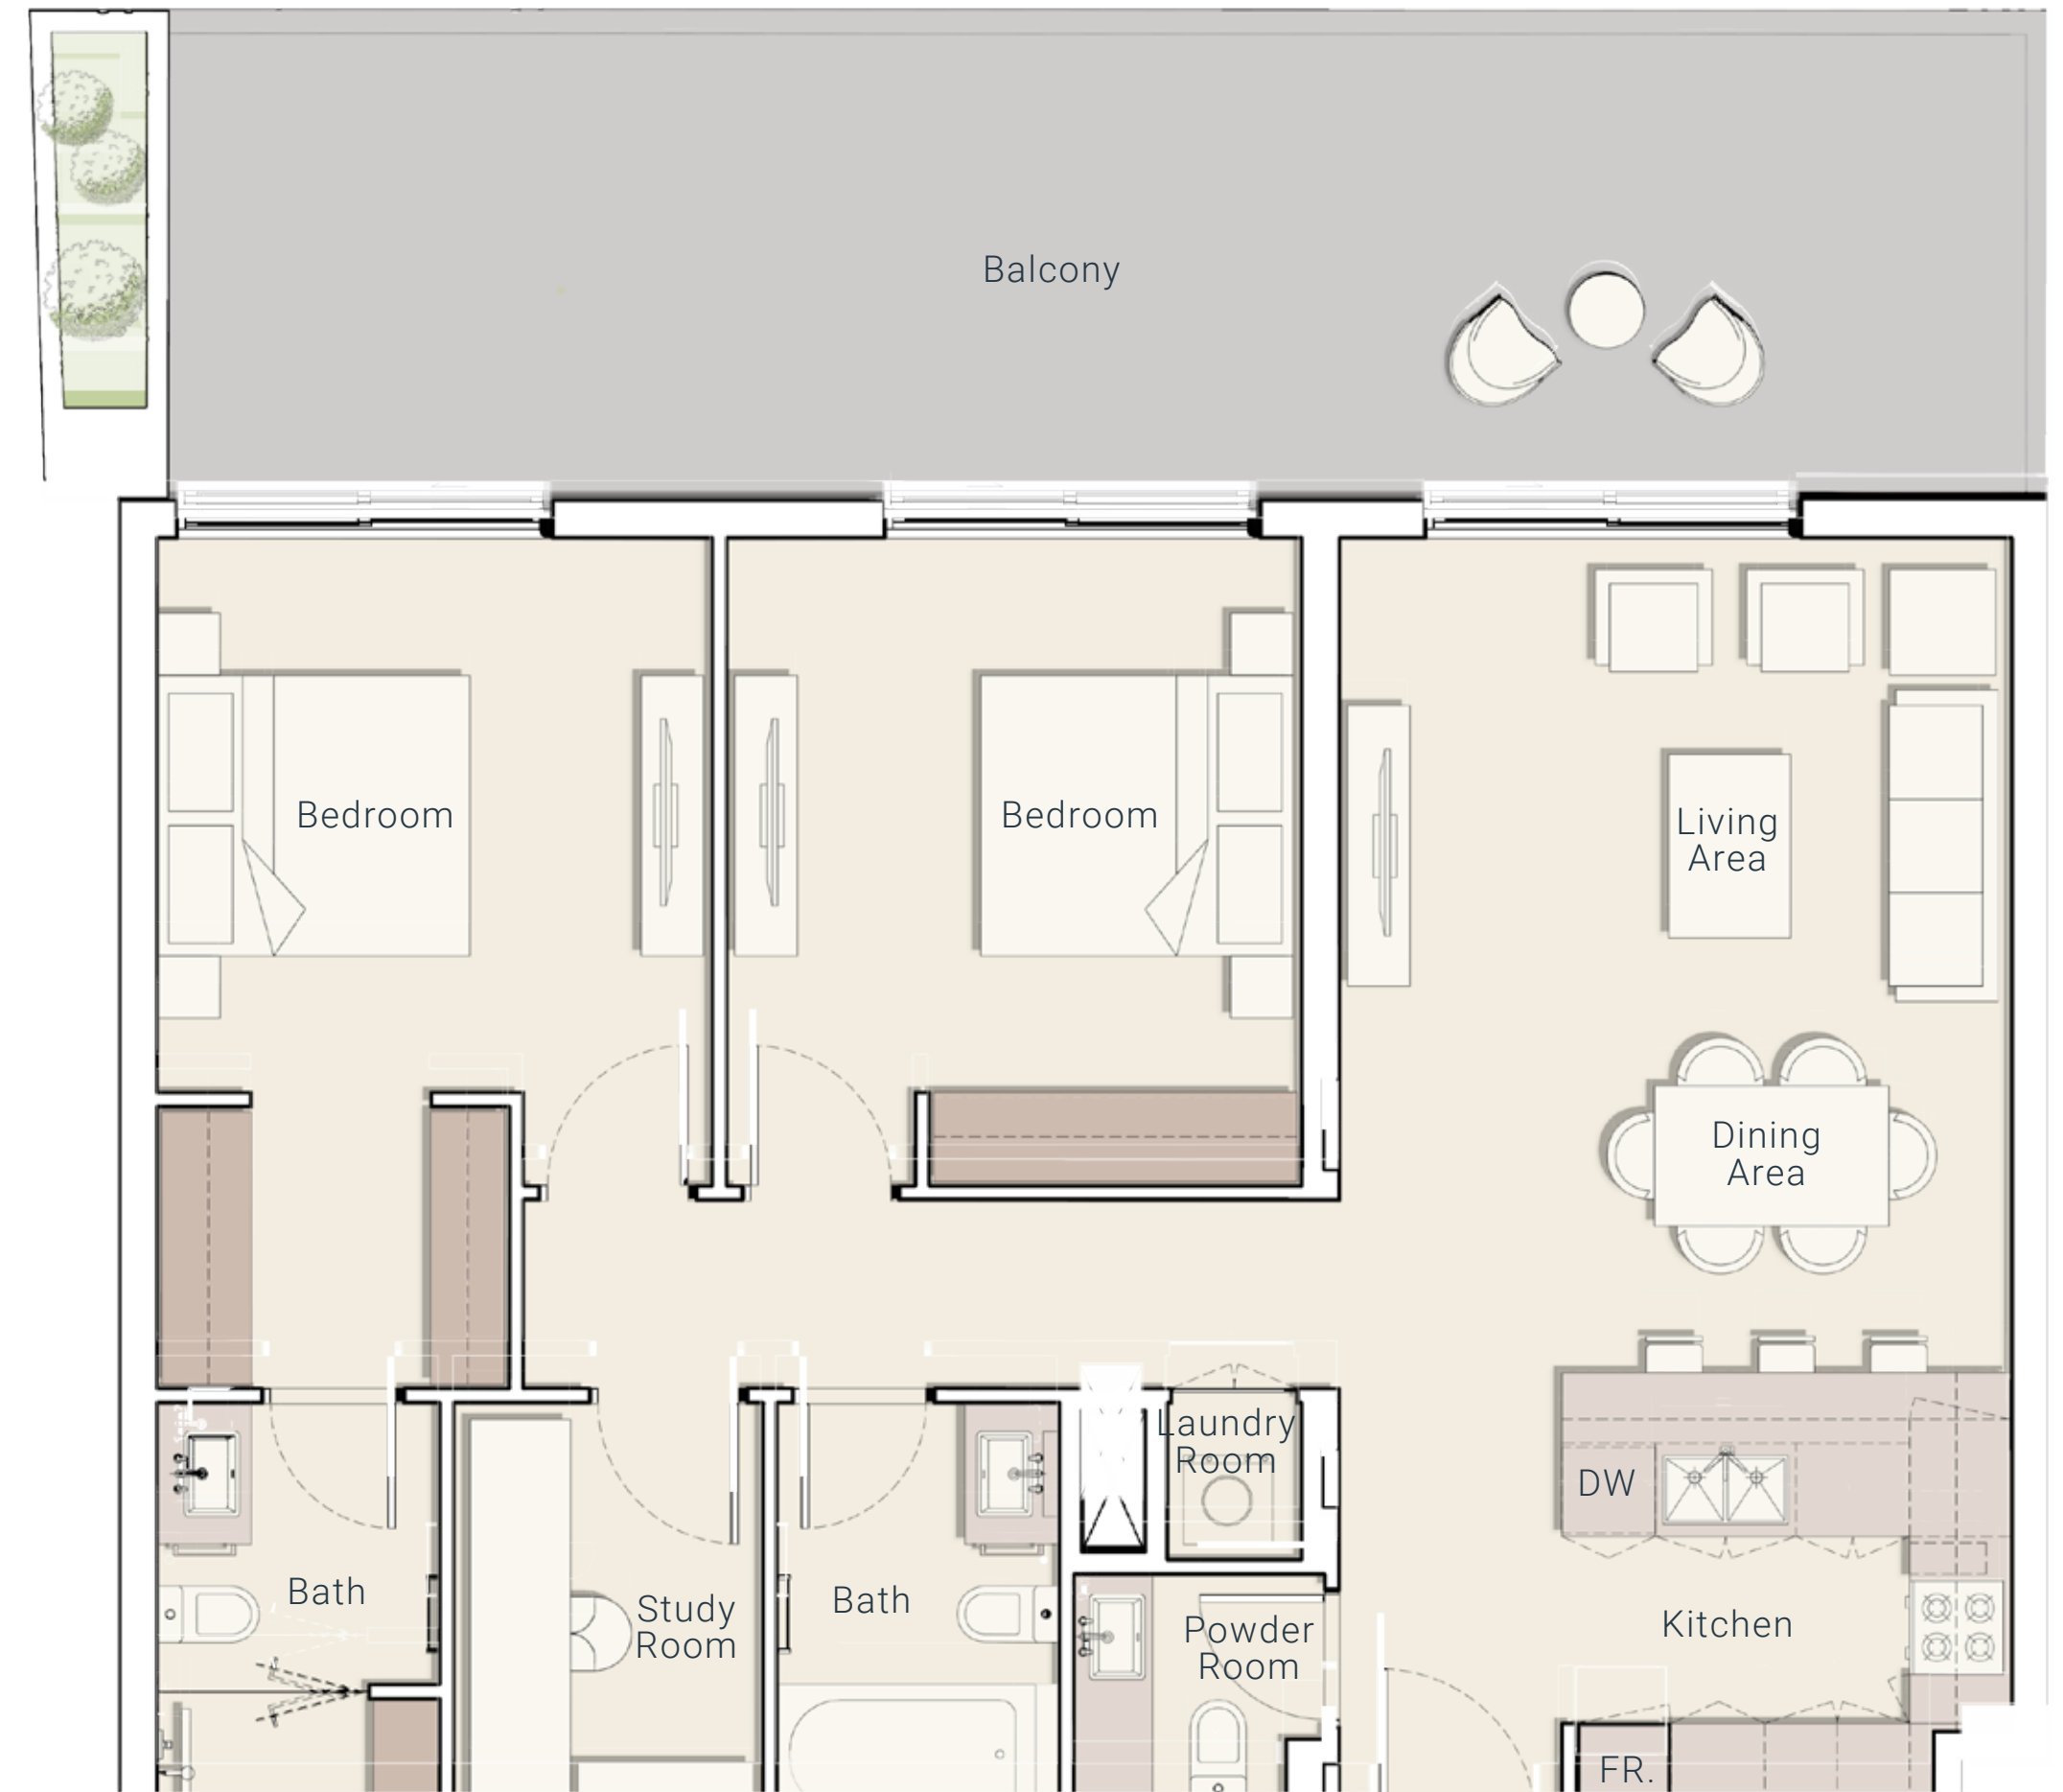 Balcony
Bedroom
Bedroom
Living
Area
Dining
Area
Laundry
Room
DW
Bath
Study
Room
Bath
Powder
Room
Kitchen
FR.